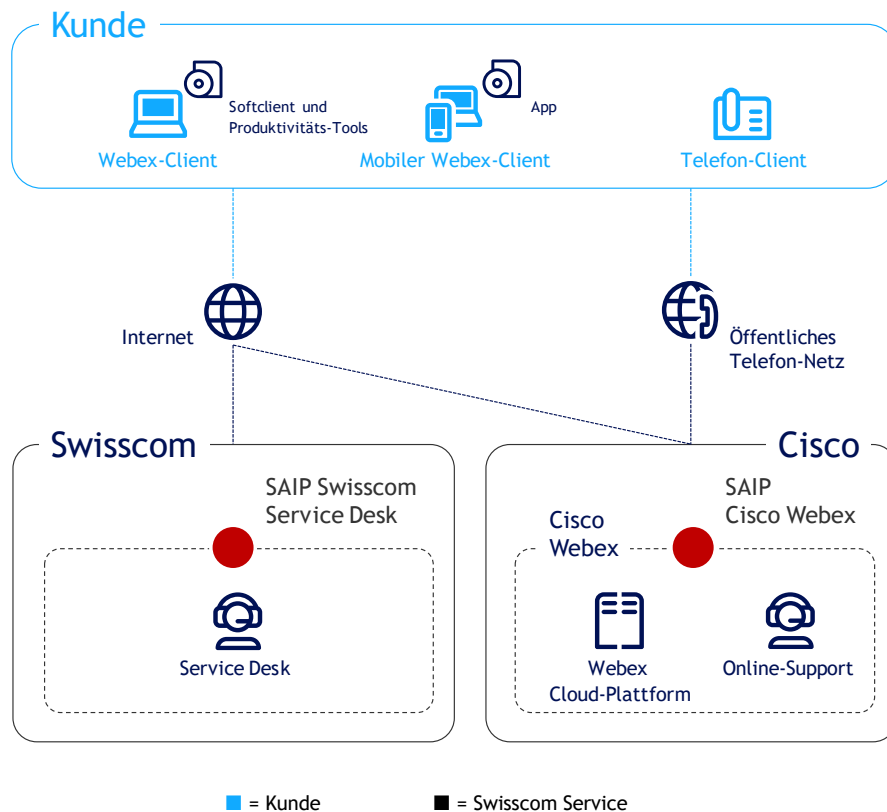 Kunde
Softclient und
Produktivitäts-Tools
App
Webex-Client
Mobiler Webex-Client
Telefon-Client
Internet
Öffentliches
Telefon-Netz
Swisscom
Cisco
SAIP Swisscom
Service Desk
SAIP
Cisco Webex
Cisco
Webex
Service Desk
Webex
Cloud-Plattform
Online-Support
= Kunde
= Swisscom Service